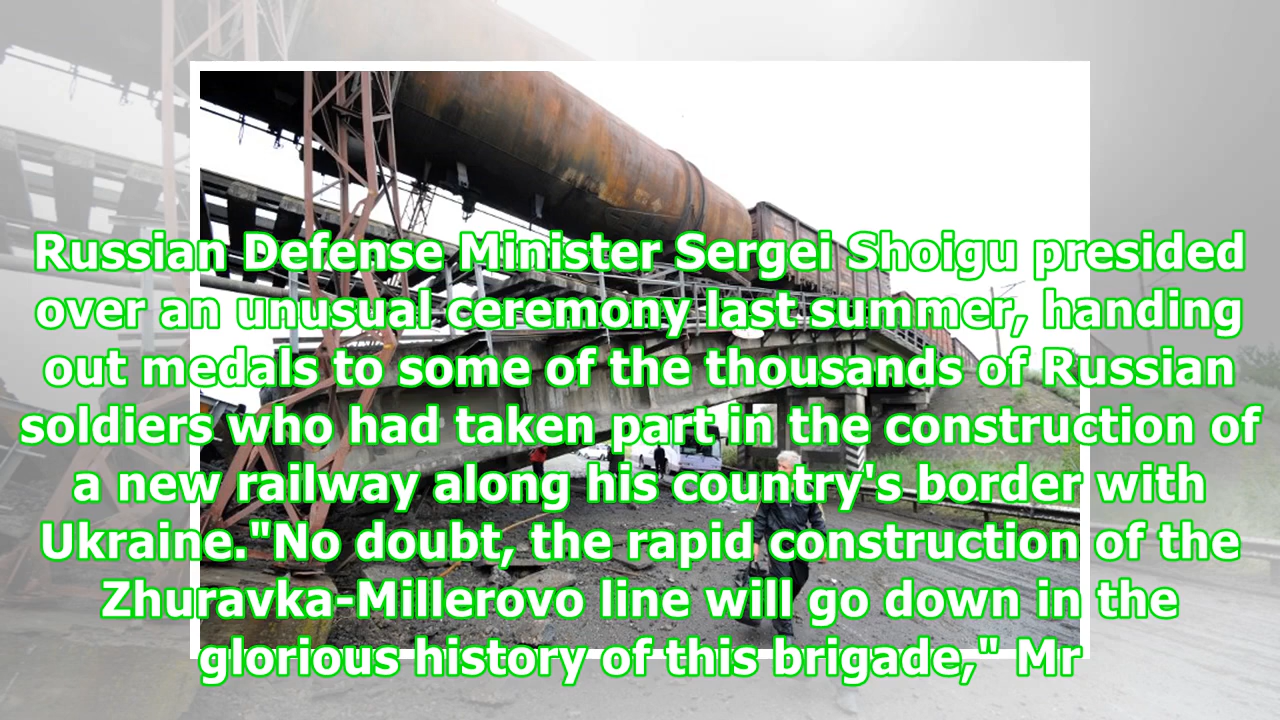 Russian Defense Minister Sergei Shoigu presided
over an unusual ceremony last summer, handing
out medals to some of the thousands of Russian
soldiers who had taken part in the construction of
a new railway along his country's border with
Ukraine."No doubt, the rapid construction of the
Zhuravka-Millerovo line will go down in the
glorious history of this brigade," Mr